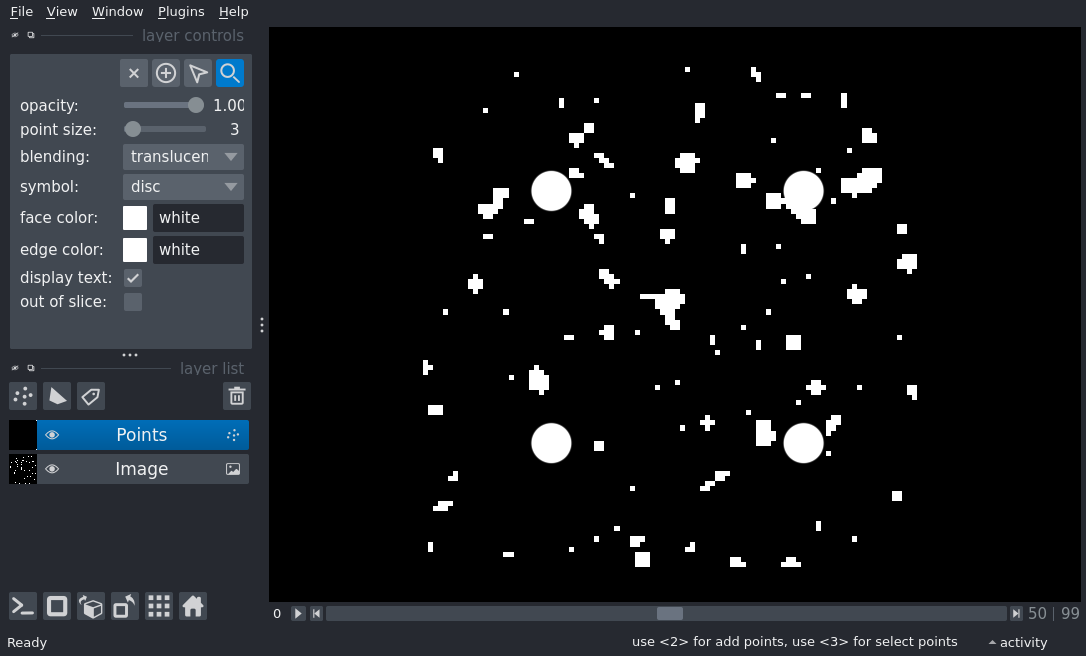 File View Window Plugins Help
layer controls
opacity: 1.00
point size: 3
blending: translucen
symbol: disc
face color: white
edge color: white
display text:
out of slice:
layer list
Points
Image
0 50 | 99
Ready use <2> for add points, use <3> for select points activity